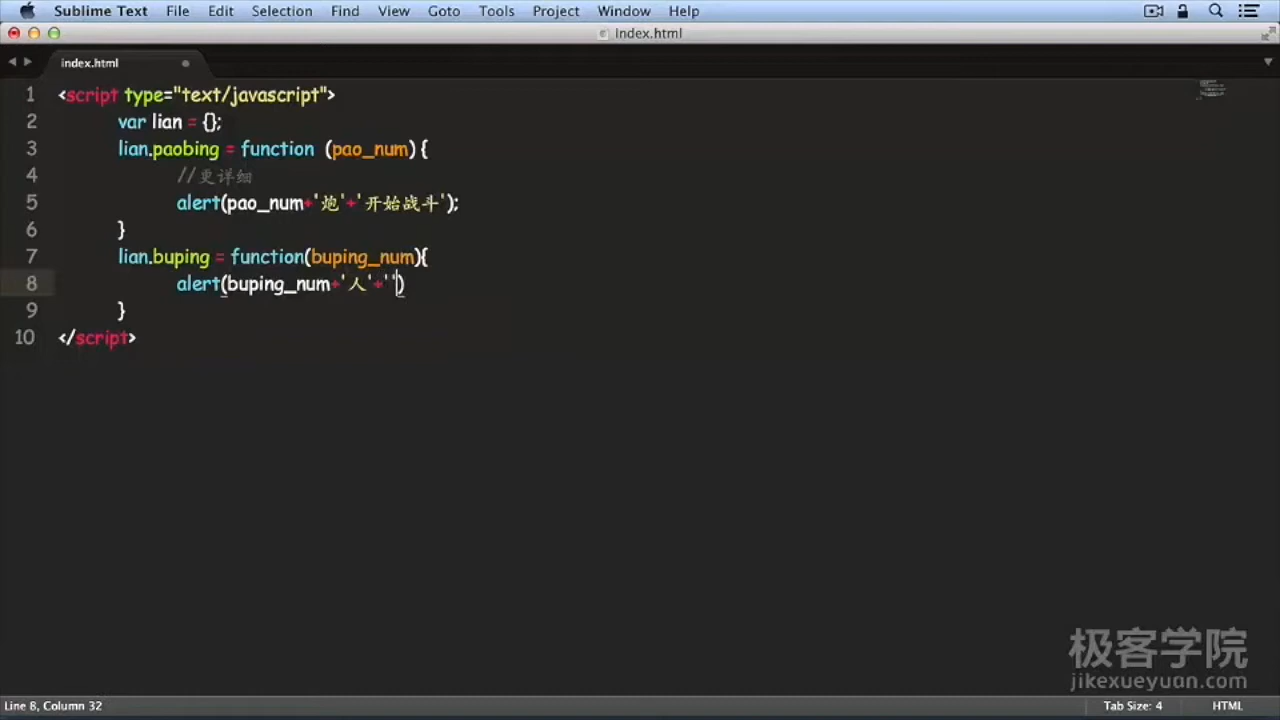 Sublime Text File Edit Selection Find View Goto Tools Project Window Help
index.html
index.html
1 <script type="text/javascript">
2 var lian = {};
3 lian.paobing = function (pao_num) {
4 //更详细
5 alert(pao_num+'炮'+'开始战斗');
6 }
7 lian.buping = function(buping_num){
8 alert(buping_num+'人'+'')
9 }
10 </script>
极客学院
jikexueyuan.com
Line 8, Column 32 Tab Size: 4 HTML